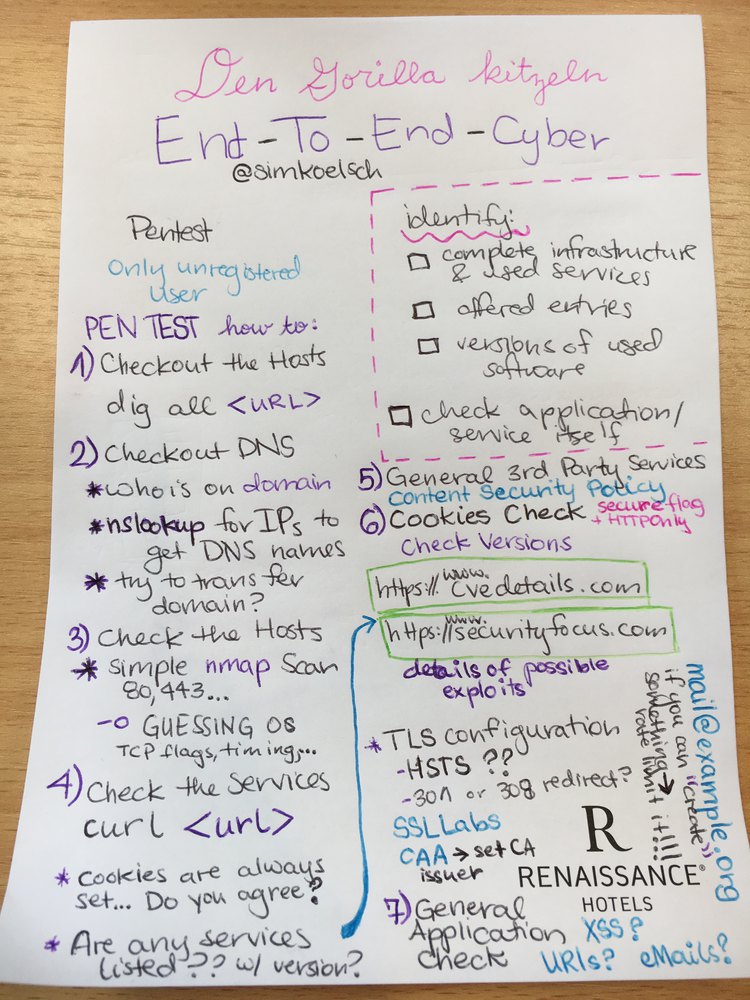 Den Gorilla kitzeln
End-To-End-Cyber
@simkoelsch
Pentest
only unregistered
user
PEN TEST how to:
1) Checkout the Hosts
dig all <URL>
2) Checkout DNS
* whois on domain
* nslookup for IPs to
get DNS names
* try to transfer
domain?
3) Check the Hosts
* simple nmap Scan
80,443...
-o GUESSING OS
TCP flags, timing,...
4) Check the Services
curl <url>
* cookies are always
set... Do you agree?
* Are any services
listed?? w/ version?
identify:
complete infrastructure
& used services
offered entries
versions of used
software
check application/
service itself
5) General 3rd Party Services
Content Security Policy
6) Cookies Check secure flag
+ HTTPOnly
Check Versions
https://www.cvedetails.com
https://www.securityfocus.com
details of possible
exploits
* TLS configuration
- HSTS ??
- 301 or 308 redirect?
SSLLabs
CAA → set CA
issuer
mail@example.org
if you can "create"
something →
rate limit it!!!!
R
RENAISSANCE®
HOTELS
7) General
Application
check
XSS?
URIs? eMails?